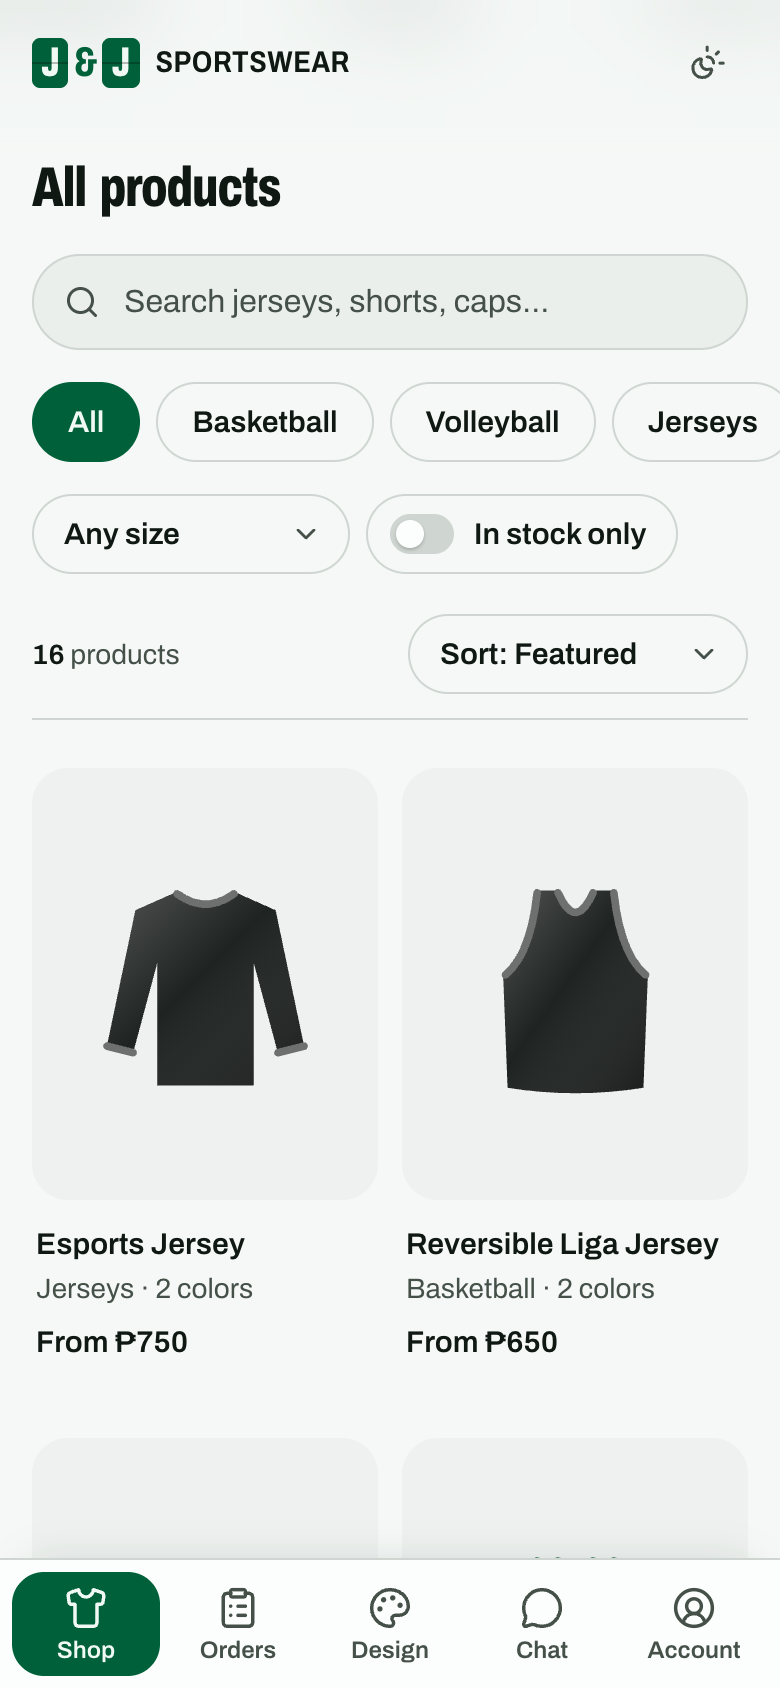 J & J SPORTSWEAR
All products
Search jerseys, shorts, caps...
All Basketball Volleyball Jerseys
Any size In stock only
16 products Sort: Featured
Esports Jersey
Jerseys · 2 colors
From ₱750
Reversible Liga Jersey
Basketball · 2 colors
From ₱650
Shop Orders Design Chat Account